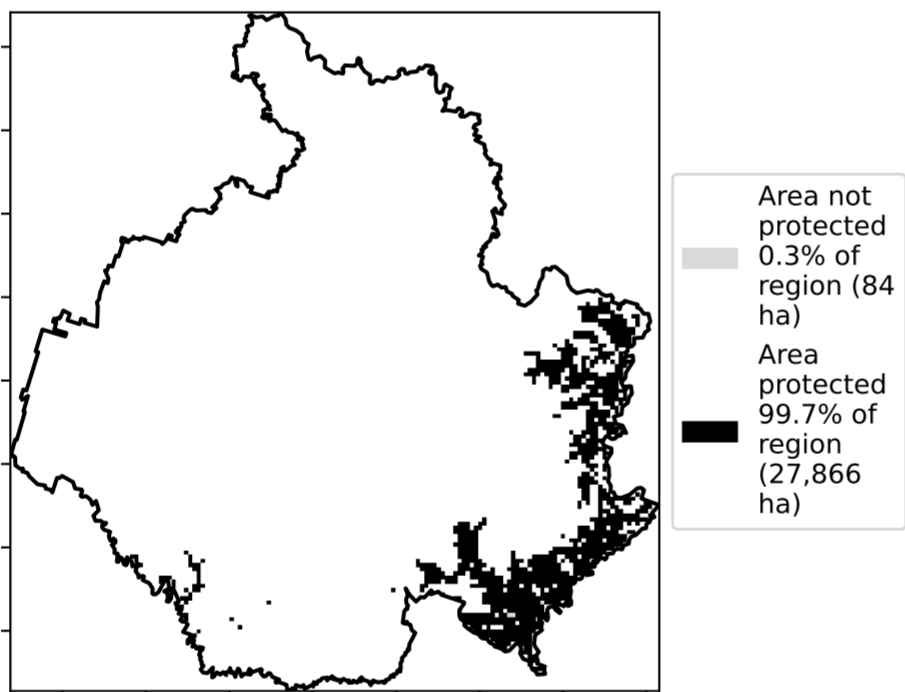 Area not
protected
0.3% of
region (84
ha)
Area
protected
99.7% of
region
(27,866
ha)